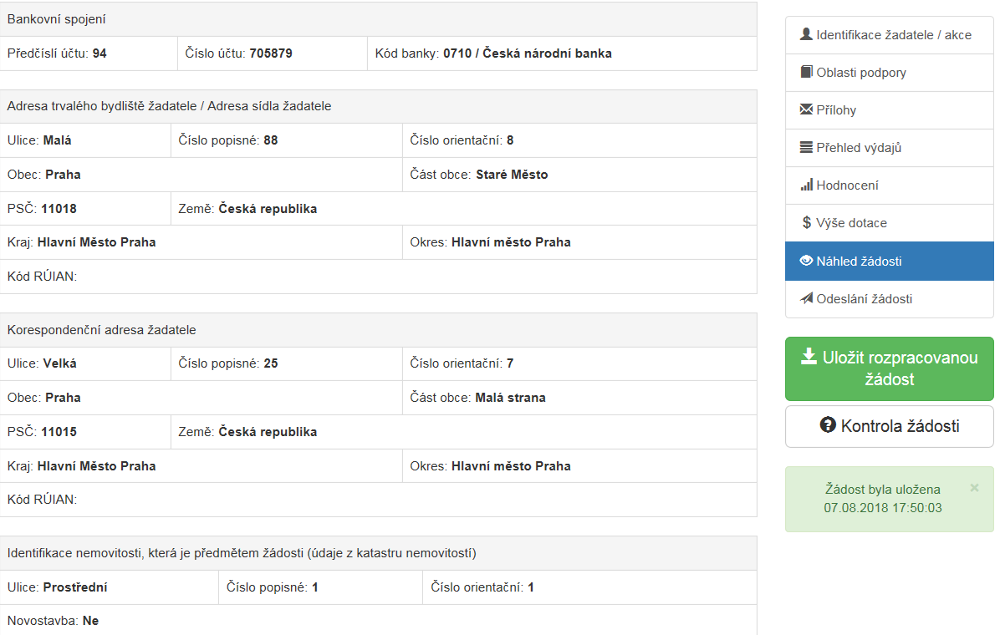 Bankovní spojení
Předčíslí účtu: 94 Číslo účtu: 705879 Kód banky: 0710 / Česká národní banka
Adresa trvalého bydliště žadatele / Adresa sídla žadatele
Ulice: Malá Číslo popisné: 88 Číslo orientační: 8
Obec: Praha Část obce: Staré Město
PSČ: 11018 Země: Česká republika
Kraj: Hlavní Město Praha Okres: Hlavní město Praha
Kód RÚIAN:
Korespondenční adresa žadatele
Ulice: Velká Číslo popisné: 25 Číslo orientační: 7
Obec: Praha Část obce: Malá strana
PSČ: 11015 Země: Česká republika
Kraj: Hlavní Město Praha Okres: Hlavní město Praha
Kód RÚIAN:
Identifikace nemovitosti, která je předmětem žádosti (údaje z katastru nemovitostí)
Ulice: Prostřední Číslo popisné: 1 Číslo orientační: 1
Novostavba: Ne
Identifikace žadatele / akce
Oblasti podpory
Přílohy
Přehled výdajů
Hodnocení
$ Výše dotace
Náhled žádosti
Odeslání žádosti
Uložit rozpracovanou
žádost
Kontrola žádosti
Žádost byla uložena ×
07.08.2018 17:50:03